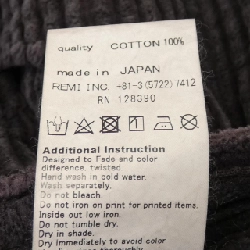 quality COTTON 100%
made in JAPAN
REMI INC. +81-3(5722)7412
RN 128390
Additional Instruction
Designed to Fade and color
difference, twisted.
Hand wash in cold water.
Wash separately.
Do not bleach.
Do not iron on print for printed items.
Inside out low iron.
Do not tumble dry.
Dry in shade.
Dry immediately to avoid color